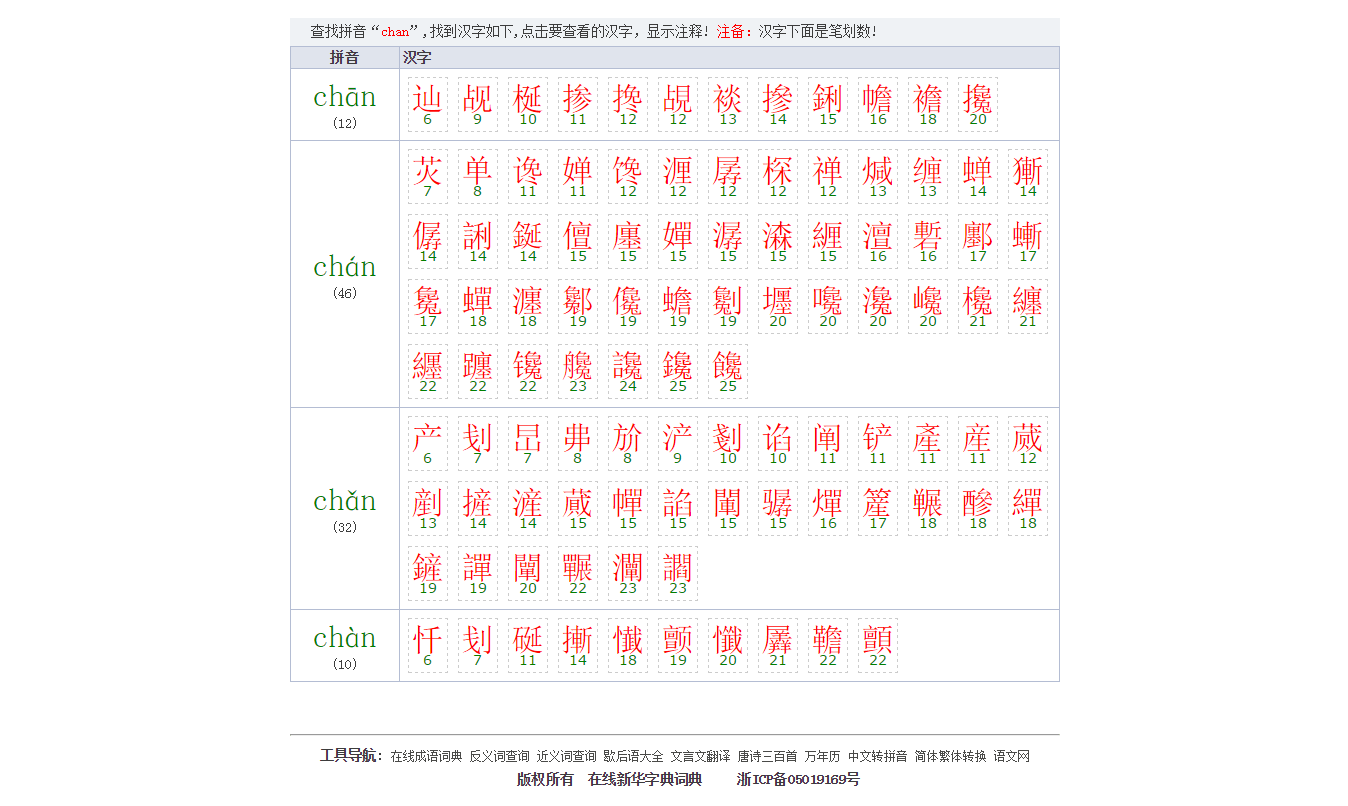 查找拼音“chan”,找到汉字如下,点击要查看的汉字，显示注释! 注备：汉字下面是笔划数!
拼音 汉字
chān
(12)
辿 觇 梴 掺 搀 覘 裧 摻 鋓 幨 襜 攙
6 9 10 11 12 12 13 14 15 16 18 20
chán
(46)
苂 单 谗 婵 馋 湹 孱 棎 禅 煘 缠 蝉 獑
7 8 11 11 12 12 12 12 12 13 13 14 14
僝 誗 鋋 儃 廛 嬋 潺 潹 緾 澶 磛 鄽 螹
14 14 14 15 15 15 15 15 15 16 16 17 17
毚 蟬 瀍 酁 儳 蟾 劖 壥 嚵 瀺 巉 欃 纏
17 18 18 19 19 19 19 20 20 20 20 21 21
纒 躔 镵 艬 讒 鑱 饞
22 22 22 23 24 25 25
chǎn
(32)
产 刬 旵 丳 斺 浐 剗 谄 阐 铲 產 産 蒇
6 7 7 8 8 9 10 10 11 11 11 11 12
剷 摌 滻 蕆 幝 諂 閳 骣 燀 簅 冁 醦 繟
13 14 14 15 15 15 15 15 16 17 18 18 18
鏟 譂 闡 囅 灛 讇
19 19 20 22 23 23
chàn
(10)
忏 刬 硟 摲 懴 颤 懺 羼 韂 顫
6 7 11 14 18 19 20 21 22 22
工具导航: 在线成语词典 反义词查询 近义词查询 歇后语大全 文言文翻译 唐诗三百首 万年历 中文转拼音 简体繁体转换 语文网
版权所有 在线新华字典词典 浙ICP备05019169号